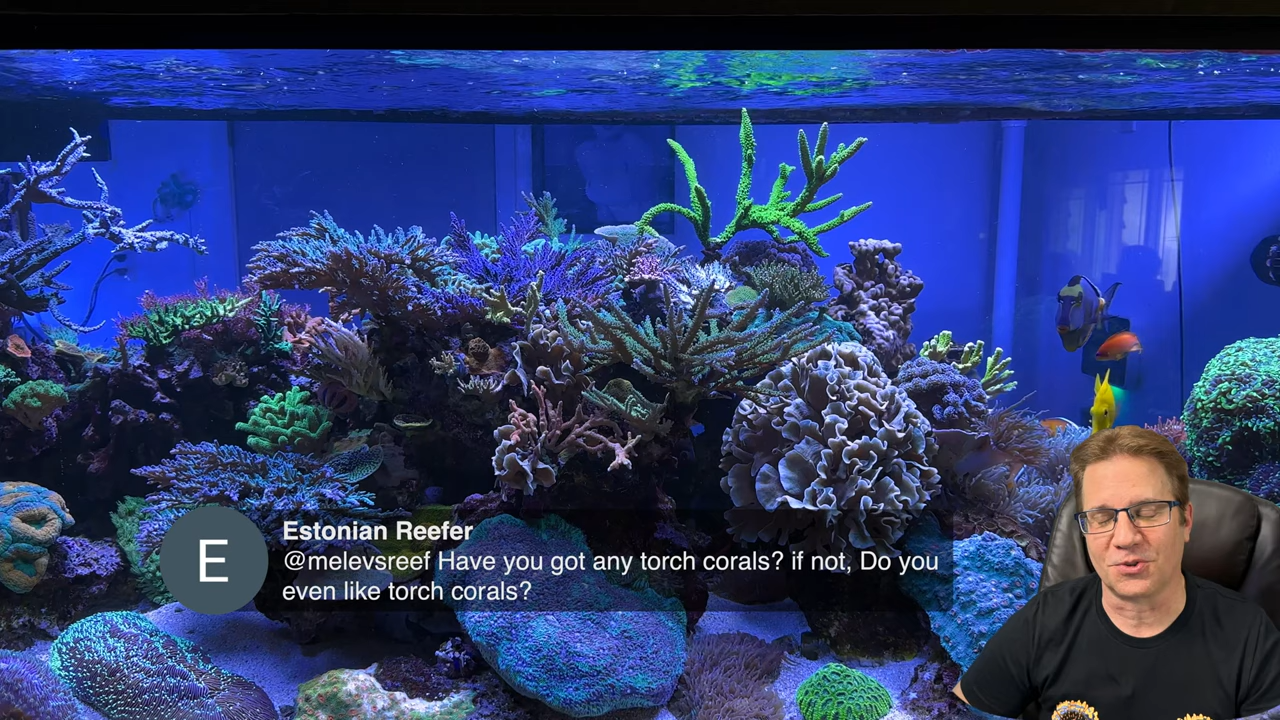 E
Estonian Reefer
@melevsreef Have you got any torch corals? if not, Do you
even like torch corals?